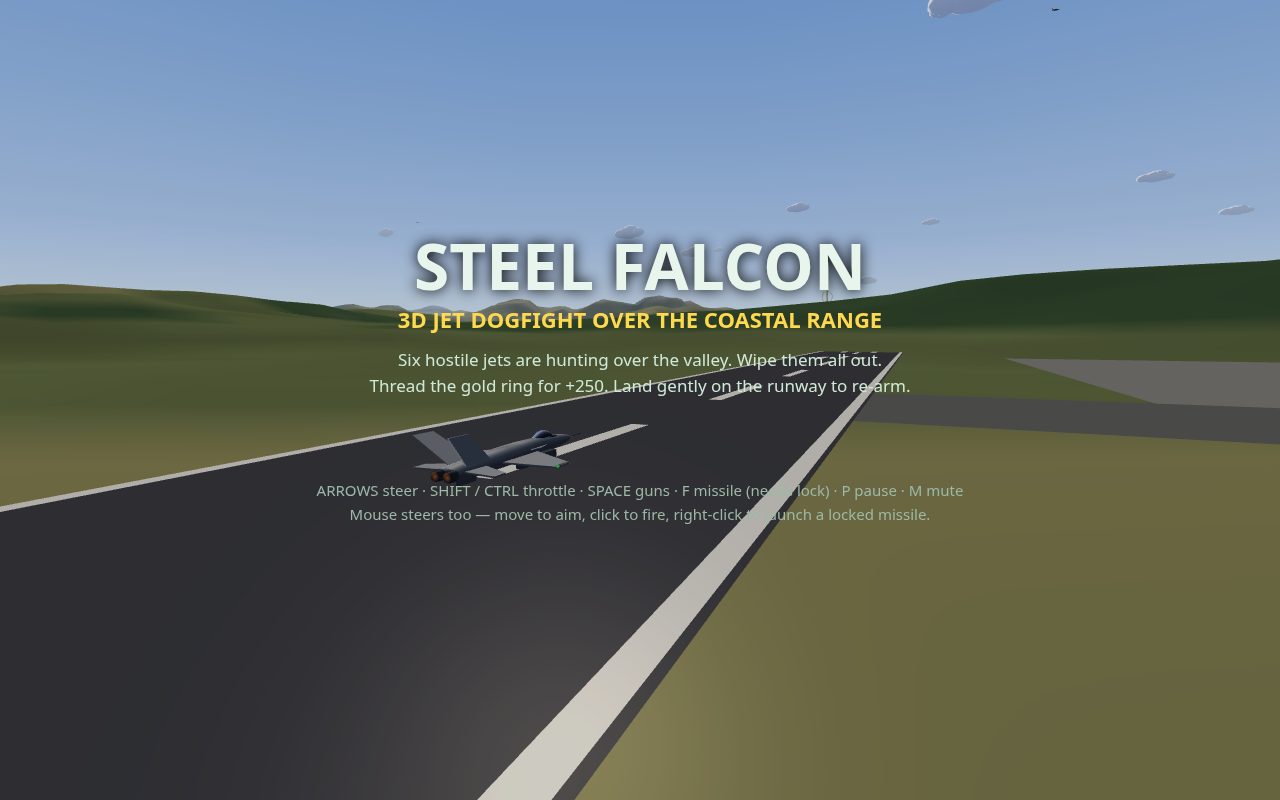 STEEL FALCON
3D JET DOGFIGHT OVER THE COASTAL RANGE
Six hostile jets are hunting over the valley. Wipe them all out.
Thread the gold ring for +250. Land gently on the runway to re-arm.
ARROWS steer · SHIFT / CTRL throttle · SPACE guns · F missile (needs lock) · P pause · M mute
Mouse steers too — move to aim, click to fire, right-click to launch a locked missile.